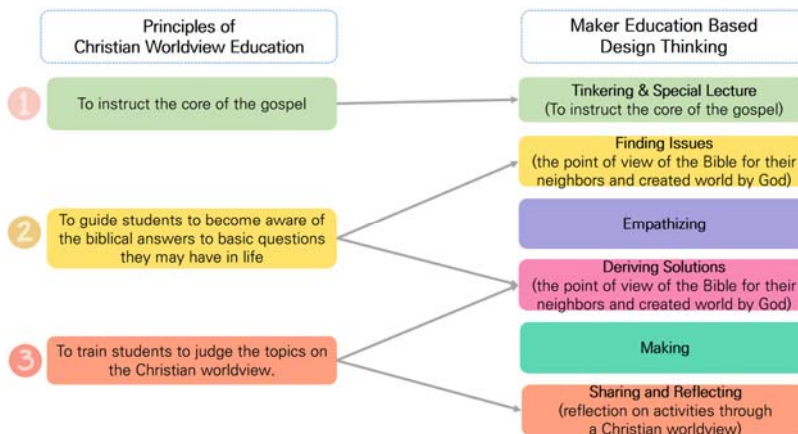 Principles of
Christian Worldview Education
Maker Education Based
Design Thinking
1
To instruct the core of the gospel
Tinkering & Special Lecture
(To instruct the core of the gospel)
Finding Issues
(the point of view of the Bible for their
neighbors and created world by God)
2
To guide students to become aware of
the biblical answers to basic questions
they may have in life
Empathizing
Deriving Solutions
(the point of view of the Bible for their
neighbors and created world by God)
3
To train students to judge the topics on
the Christian worldview.
Making
Sharing and Reflecting
(reflection on activities through
a Christian worldview)